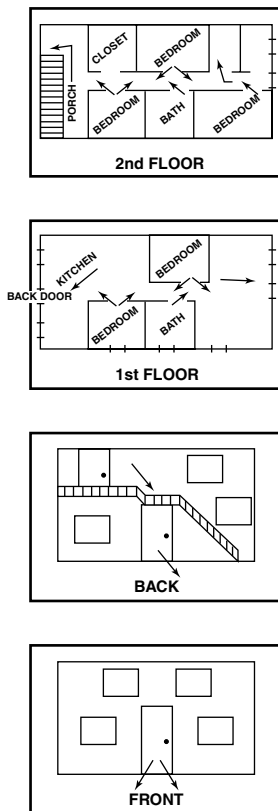 CLOSET
BEDROOM
PORCH
BEDROOM
BATH
BEDROOM
2nd FLOOR
KITCHEN
BEDROOM
BACK DOOR
BEDROOM
BATH
1st FLOOR
BACK
FRONT